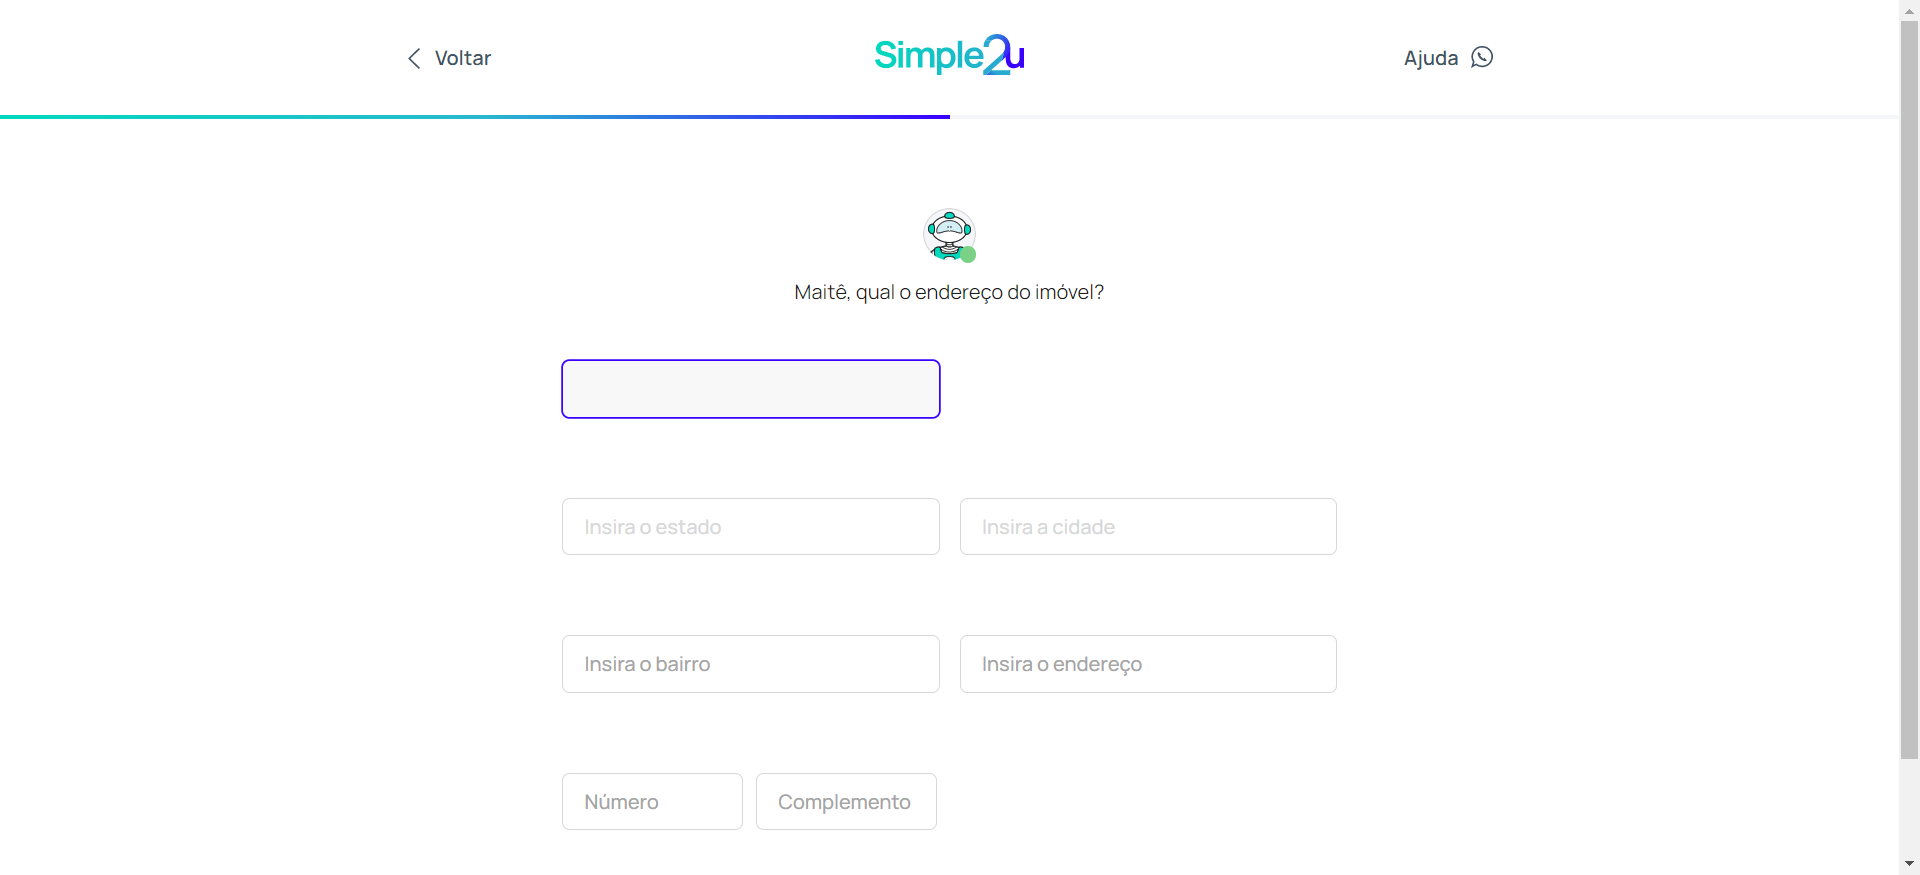 Voltar
Simple2u
Ajuda
Maitê, qual o endereço do imóvel?
Insira o estado
Insira a cidade
Insira o bairro
Insira o endereço
Número
Complemento